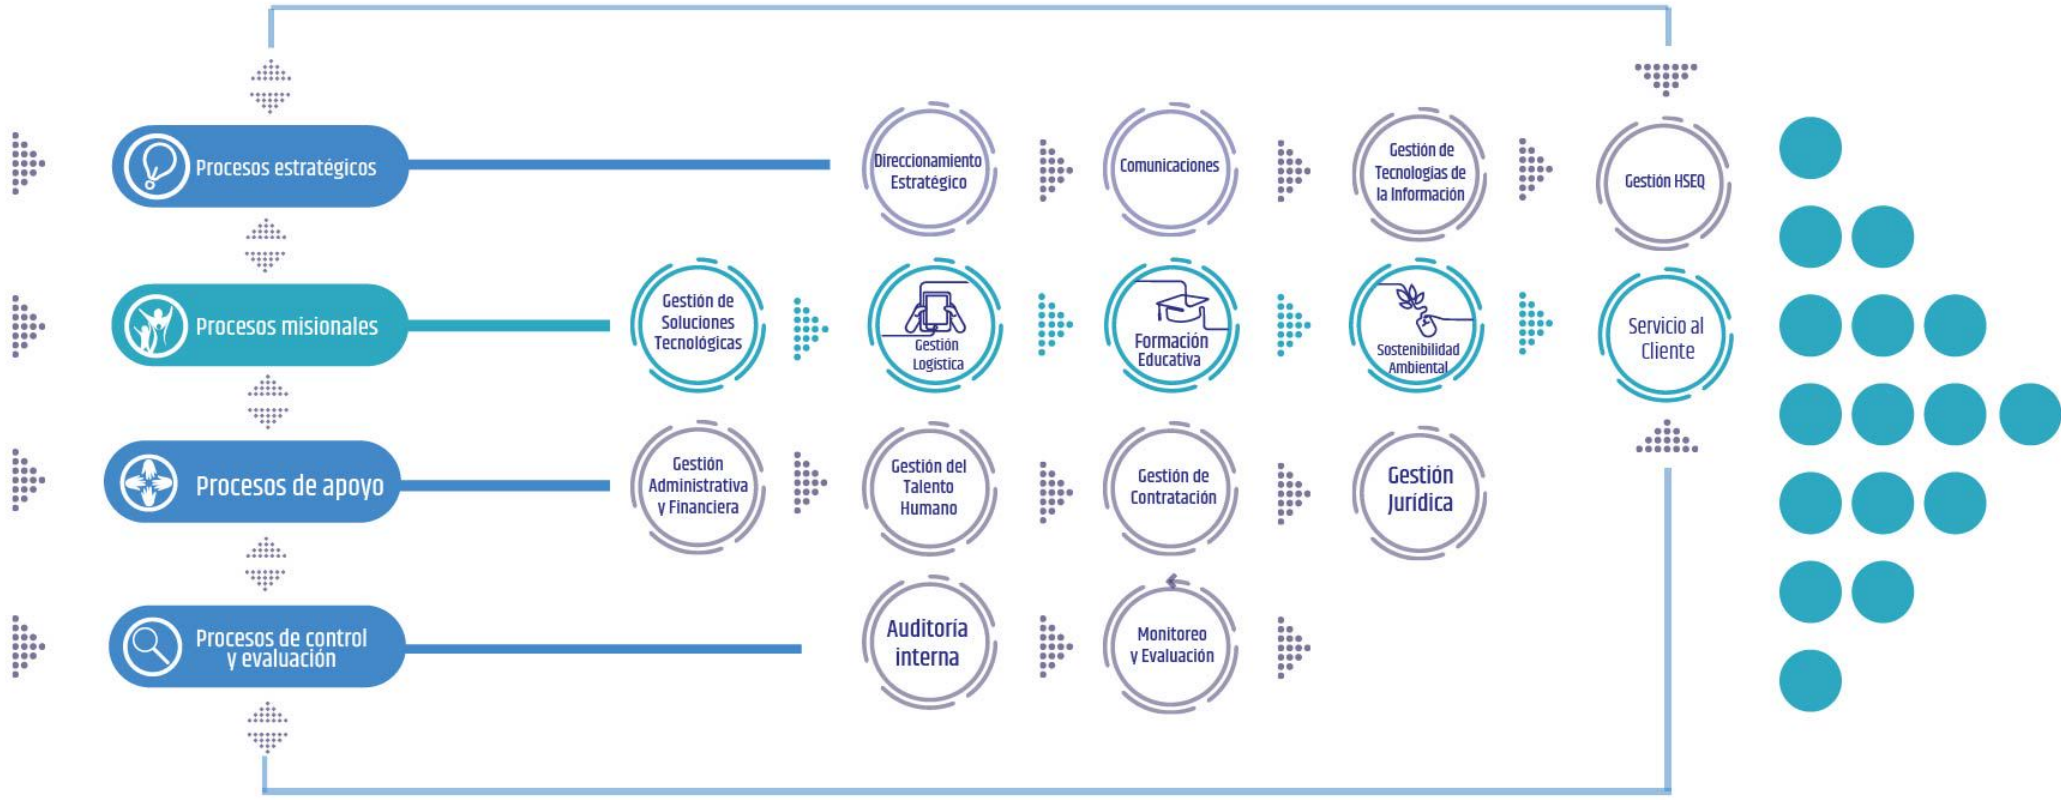 Procesos estratégicos
Direccionamiento
Estratégico
Comunicaciones
Gestión de
Tecnologías de
la Información
Gestión HSEQ
Procesos misionales
Gestión de
Soluciones
Tecnológicas
Gestión
Logística
Formación
Educativa
Sostenibilidad
Ambiental
Servicio al
Cliente
Procesos de apoyo
Gestión
Administrativa
y Financiera
Gestión del
Talento
Humano
Gestión de
Contratación
Gestión
Jurídica
Procesos de control
y evaluación
Auditoría
interna
Monitoreo
y Evaluación